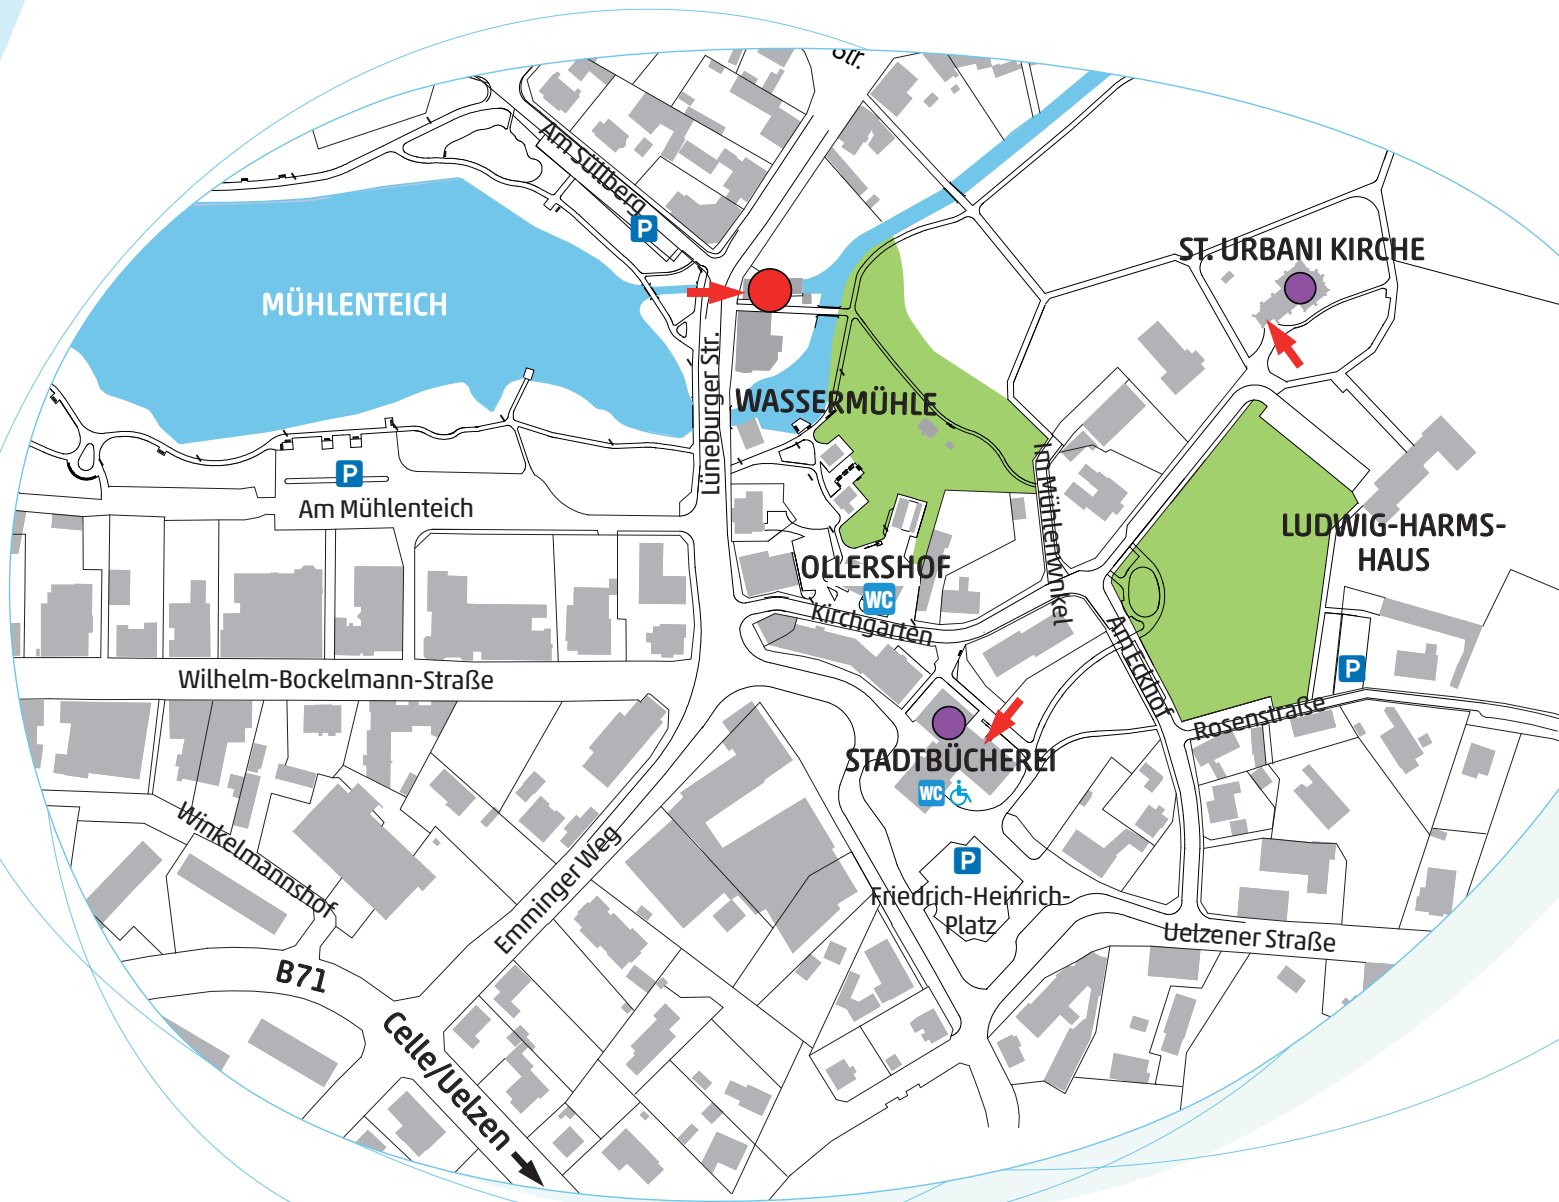 Str.
Am Süllberg
P
ST. URBANI KIRCHE
MÜHLENTEICH
Lüneburger Str.
WASSERMÜHLE
Im Mühlenwinkel
P
Am Mühlenteich
LUDWIG-HARMS-
HAUS
OLLERSHOF
WC
Kirchgarten
Am Eckhof
P
Wilhelm-Bockelmann-Straße
Rosenstraße
STADTBÜCHEREI
WC
Winkelmannshof
Emminger Weg
P
Friedrich-Heinrich-
Platz
Uelzener Straße
B71
Celle/Uelzen